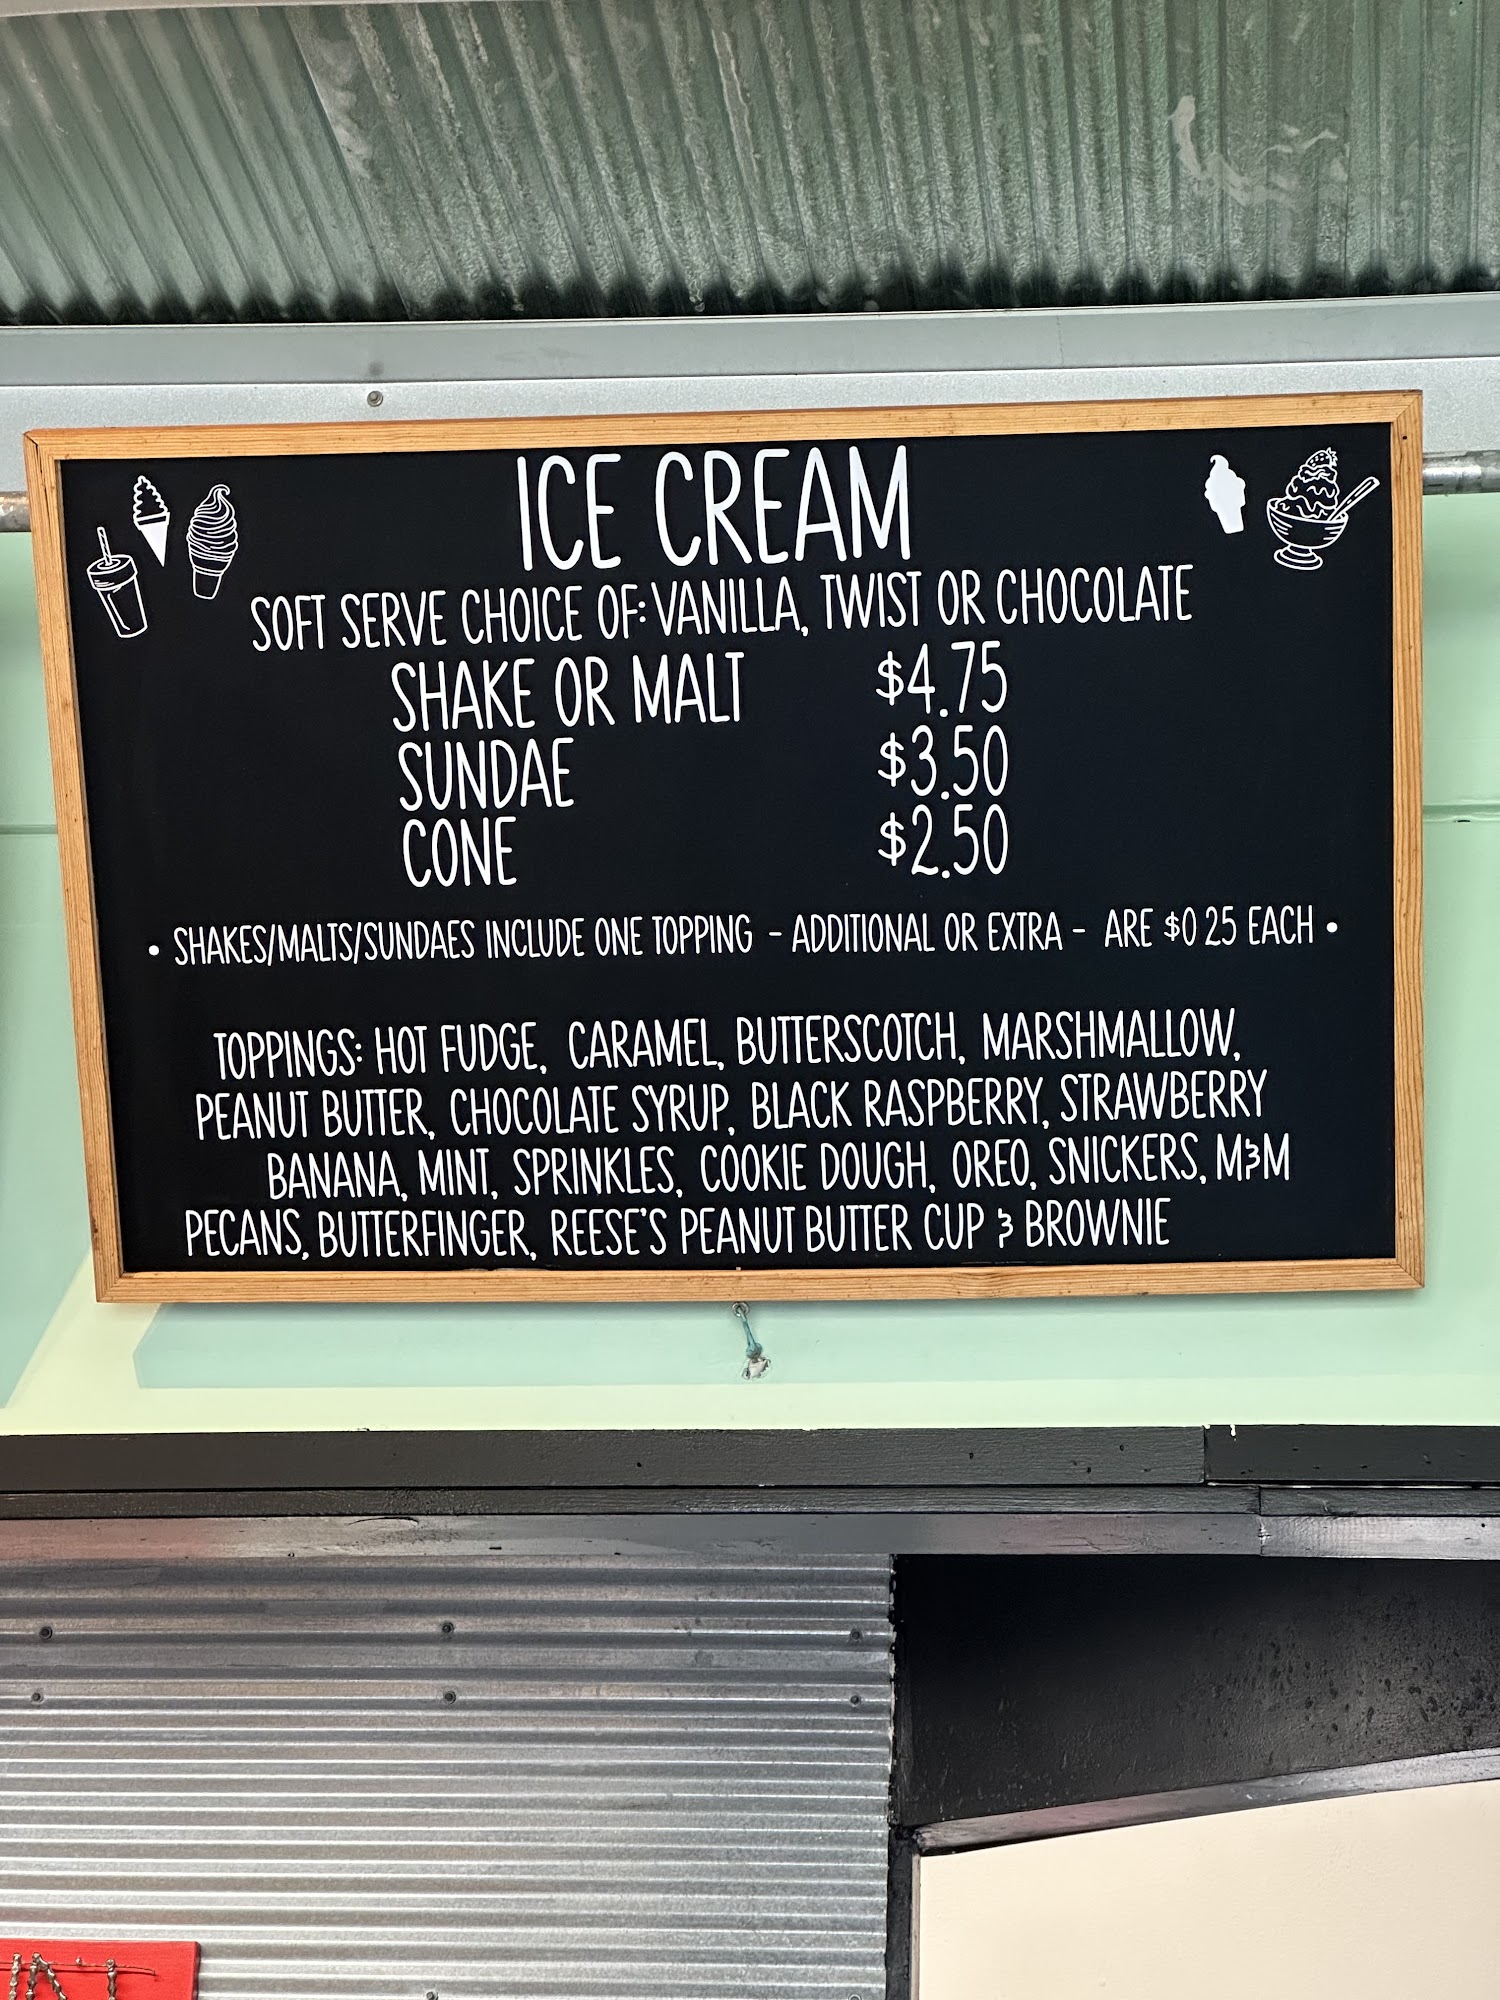 ICE CREAM
SOFT SERVE CHOICE OF: VANILLA, TWIST OR CHOCOLATE
SHAKE OR MALT $4.75
SUNDAE $3.50
CONE $2.50
• SHAKES/MALTS/SUNDAES INCLUDE ONE TOPPING - ADDITIONAL OR EXTRA - ARE $0 25 EACH •
TOPPINGS: HOT FUDGE, CARAMEL, BUTTERSCOTCH, MARSHMALLOW,
PEANUT BUTTER, CHOCOLATE SYRUP, BLACK RASPBERRY, STRAWBERRY
BANANA, MINT, SPRINKLES, COOKIE DOUGH, OREO, SNICKERS, M&M
PECANS, BUTTERFINGER, REESE'S PEANUT BUTTER CUP & BROWNIE